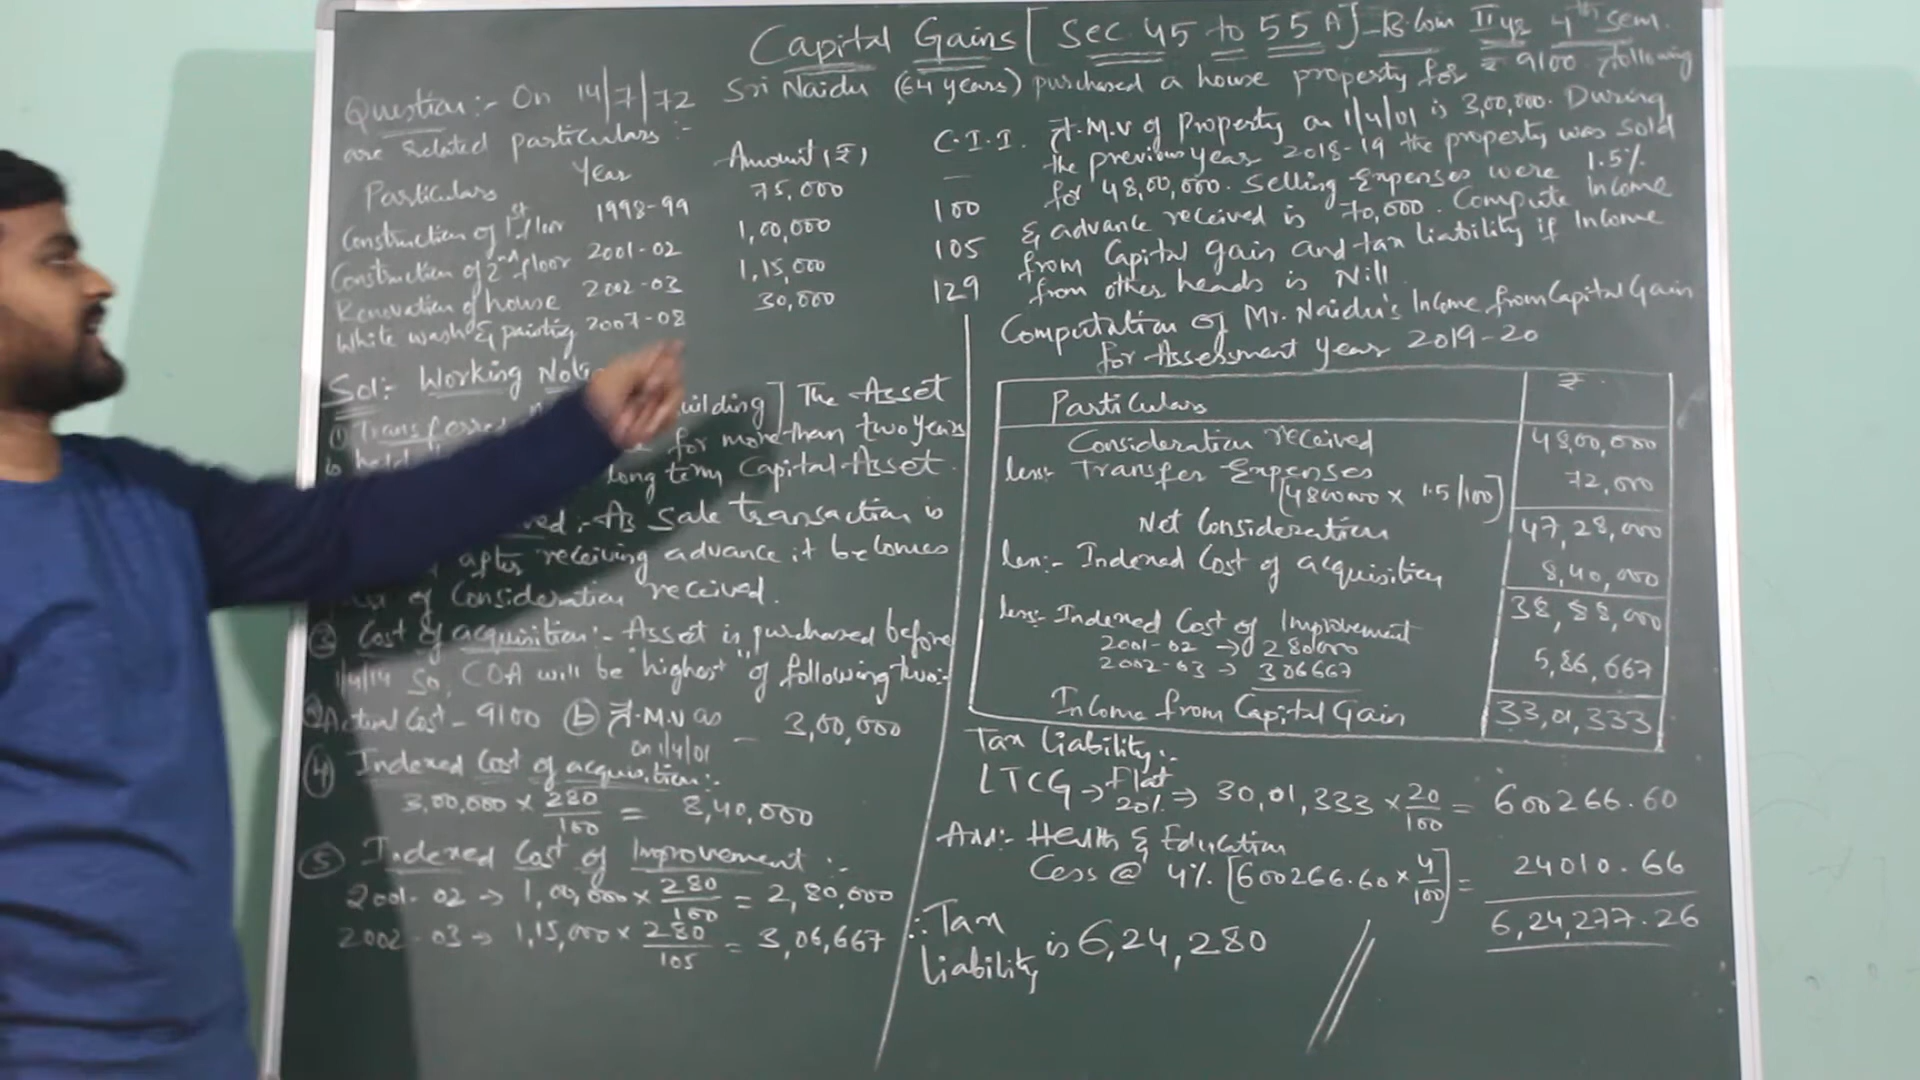 Capital Gains [Sec. 45 to 55 A] - B.Com II yr 4th sem.
Question:- On 14/7/72 Sri Naidu (64 years) purchased a house property for ₹ 9100. Following
are related particulars :-
Particulars Year Amount (₹) C.I.I.
Construction of 1st floor 1998-99 75,000 —
Construction of 2nd floor 2001-02 1,00,000 100
Renovation of house 2002-03 1,15,000 105
White wash & painting 2007-08 30,000 129
F.M.V of Property on 1/4/01 is 3,00,000. During
the previous year 2018-19 the property was sold
for 48,00,000. Selling Expenses were 1.5%
& advance received is 70,000. Compute Income
from Capital gain and tax liability if Income
from other heads is Nill.
Sol:- Working
① Transferred uilding] The Asset
is held for more than two years
long term Capital Asset.
As Sale transaction is
after receiving advance it becomes
of Consideration received.
③ Cost of acquisition:- Asset is purchased before
1/4/14 So, COA will be "highest" of following two:-
ⓐ Actual Cost - 9100 ⓑ F.M.V as on 1/4/01 - 3,00,000
④ Indexed Cost of acquisition:-
3,00,000 × 280/100 = 8,40,000
⑤ Indexed Cost of Improvement :-
2001-02 → 1,00,000 × 280/100 = 2,80,000
2002-03 → 1,15,000 × 280/105 = 3,06,667
Computation of Mr. Naidu's Income from Capital Gain
for Assessment Year 2019-20
Particulars ₹
Consideration received 48,00,000
less:- Transfer Expenses 72,000
[4800000 × 1.5/100]
Net Consideration 47,28,000
less:- Indexed Cost of acquisition 8,40,000
38,88,000
less:- Indexed Cost of Improvement
2001-02 → 280000
2002-03 → 306667 5,86,667
Income from Capital Gain 33,01,333
Tax liability:-
LTCG → flat 20% ⇒ 30,01,333 × 20/100 = 600266.60
Add:- Health & Education
Cess @ 4% [600266.60 × 4/100] = 24010.66
6,24,277.26
∴ Tax liability is 6,24,280